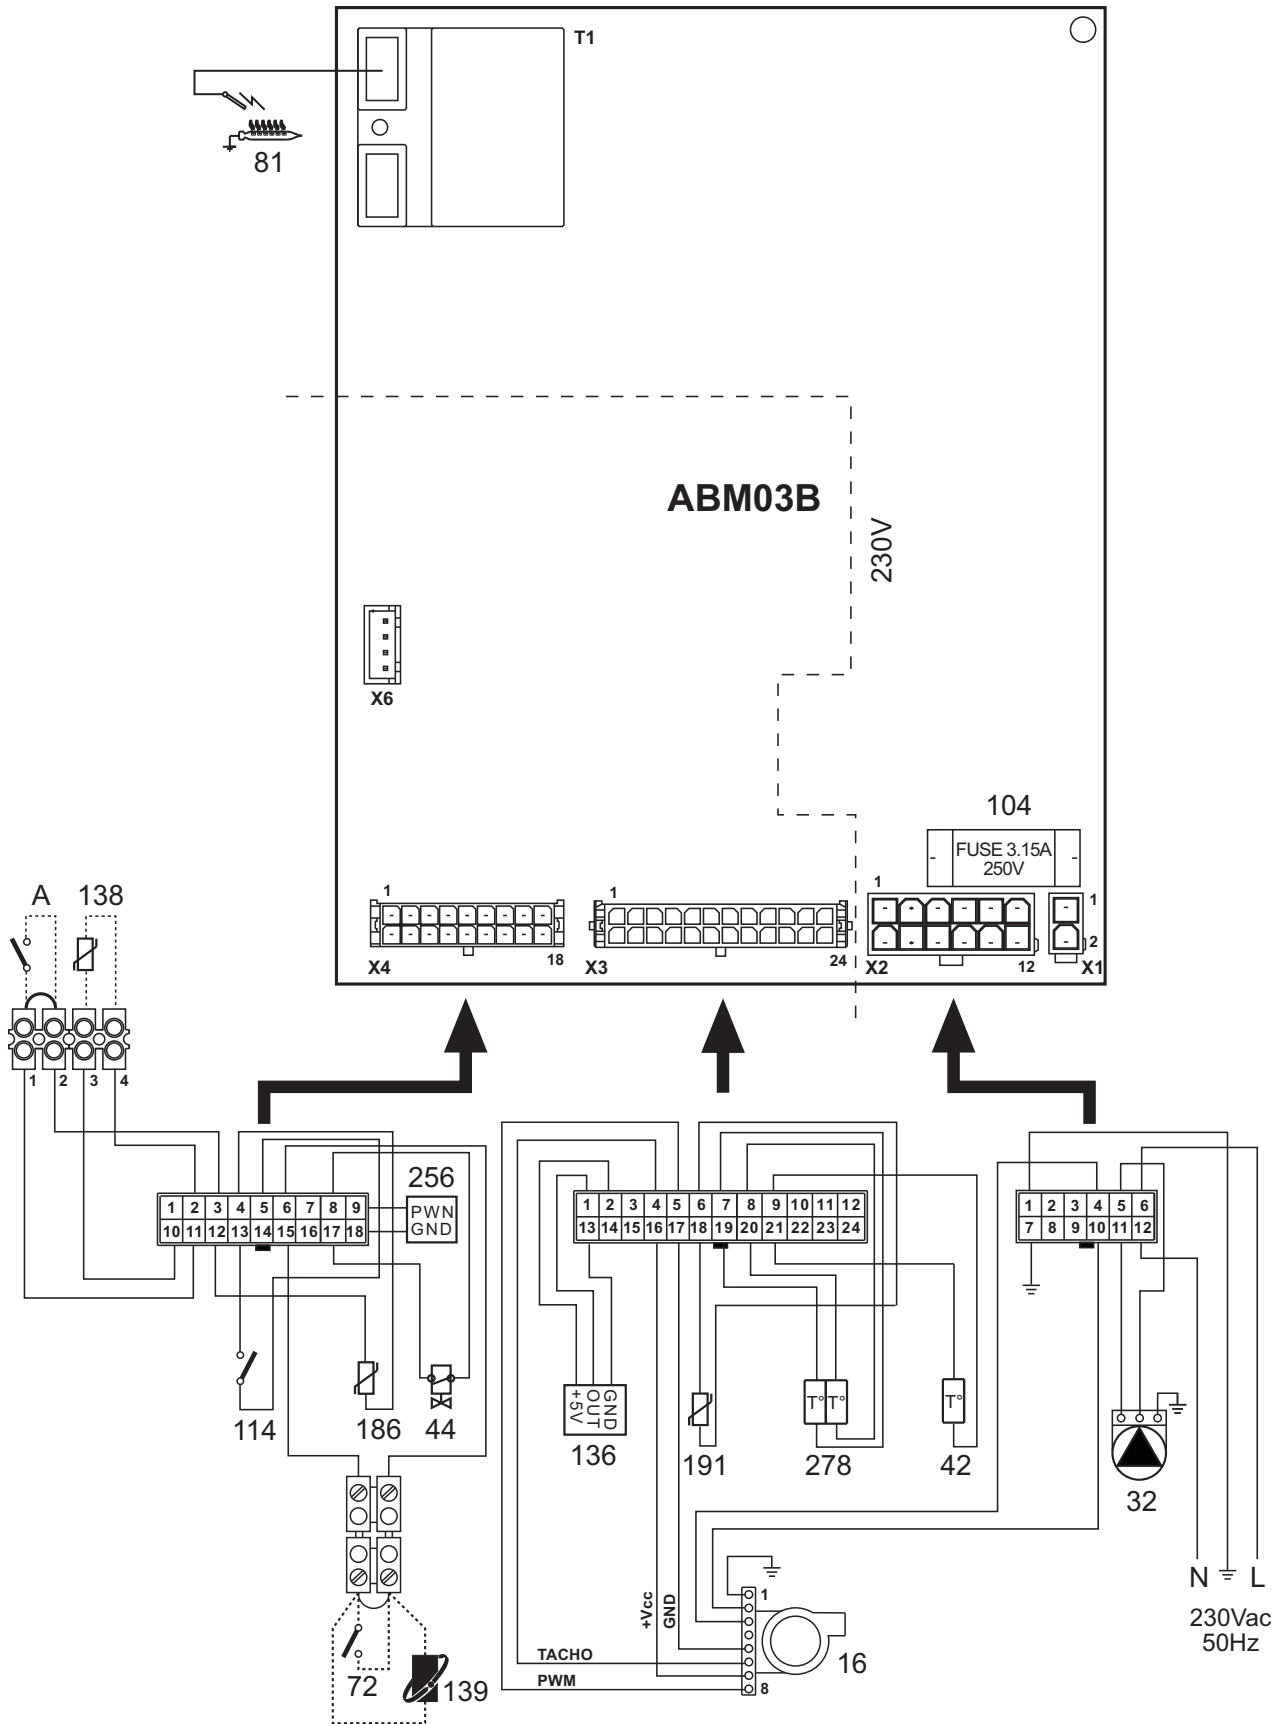 T1
81
ABM03B
230V
X6
104
FUSE 3.15A
250V
1
18
X4
1
24
X3
1
12
X2
1
2
X1
A 138
1 2 3 4
256
PWN
GND
1 2 3 4 5 6 7 8 9
10 11 12 13 14 15 16 17 18
1 2 3 4 5 6 7 8 9 10 11 12
13 14 15 16 17 18 19 20 21 22 23 24
1 2 3 4 5 6
7 8 9 10 11 12
114
186
44
+5V
OUT
GND
136
191
278
T°
T°
42
T°
32
N L
230Vac
50Hz
+Vcc
GND
TACHO
PWM
1
8
16
72
139